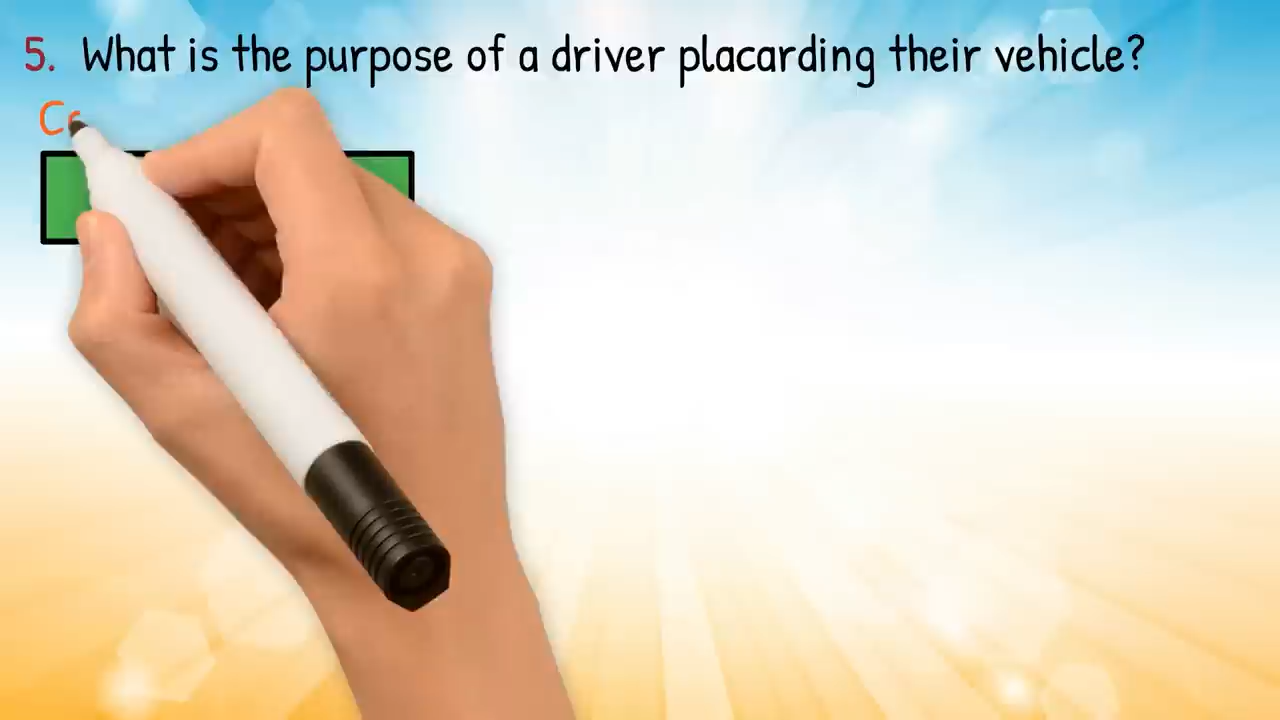 5. What is the purpose of a driver placarding their vehicle?